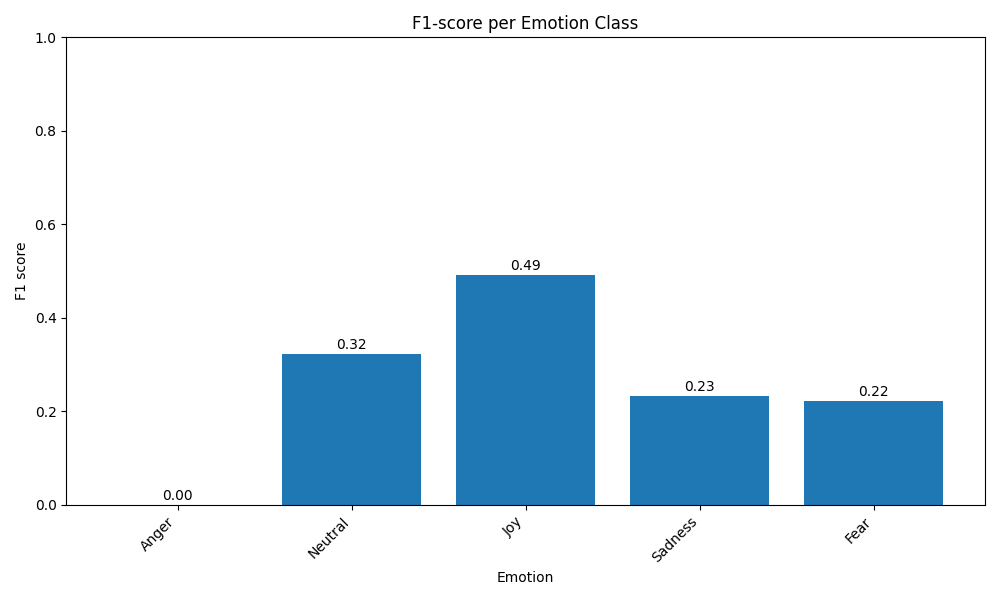 F1-score per Emotion Class
F1 score
1.0
0.8
0.6
0.4
0.2
0.0
0.00
0.32
0.49
0.23
0.22
Anger
Neutral
Joy
Sadness
Fear
Emotion